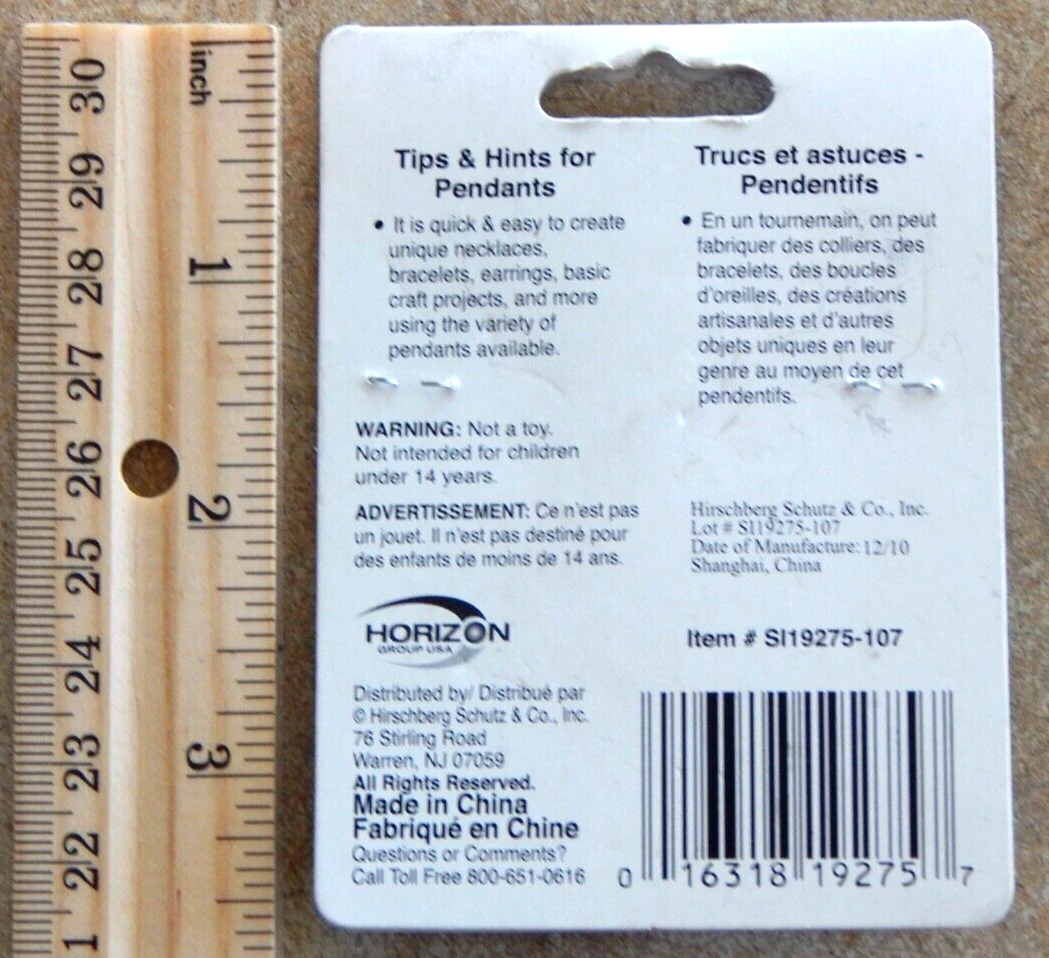 inch
1
2
3
30
29
28
27
26
25
24
23
22
1
Tips & Hints for
Pendants
• It is quick & easy to create
unique necklaces,
bracelets, earrings, basic
craft projects, and more
using the variety of
pendants available.
WARNING: Not a toy.
Not intended for children
under 14 years.
ADVERTISSEMENT: Ce n'est pas
un jouet. Il n'est pas destiné pour
des enfants de moins de 14 ans.
HORIZON
GROUP USA
Distributed by/ Distribué par
© Hirschberg Schutz & Co., Inc.
76 Stirling Road
Warren, NJ 07059
All Rights Reserved.
Made in China
Fabriqué en Chine
Questions or Comments?
Call Toll Free 800-651-0616
Trucs et astuces -
Pendentifs
• En un tournemain, on peut
fabriquer des colliers, des
bracelets, des boucles
d'oreilles, des créations
artisanales et d'autres
objets uniques en leur
genre au moyen de cet
pendentifs.
Hirschberg Schutz & Co., Inc.
Lot # SI19275-107
Date of Manufacture: 12/10
Shanghai, China
Item # SI19275-107
0 16318 19275 7